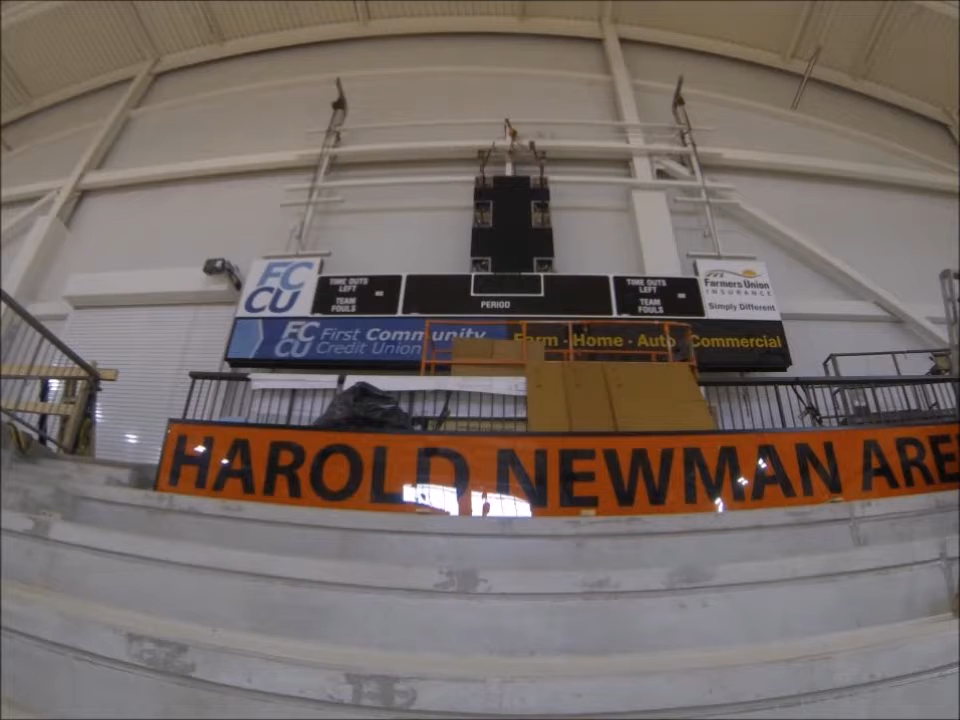 FC
CU
TIME OUTS
LEFT
TEAM
FOULS
PERIOD
TIME OUTS
LEFT
TEAM
FOULS
Farmers Union
INSURANCE
Simply Different
FC
CU
First Community
Credit Union
Farm · Home · Auto · Commercial
HAROLD NEWMAN ARE